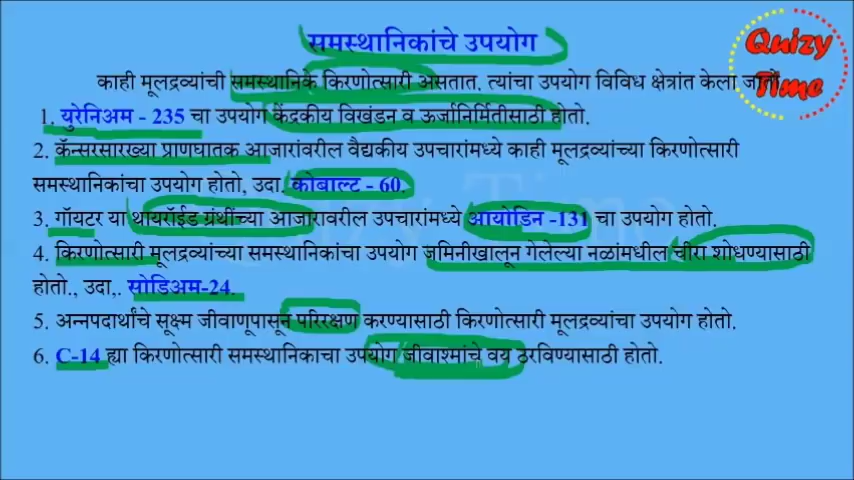 समस्थानिकांचे उपयोग
Quizy
Time
काही मूलद्रव्यांची समस्थानिके किरणोत्सारी असतात. त्यांचा उपयोग विविध क्षेत्रांत केला जातो
1. युरेनिअम - 235 चा उपयोग केंद्रकीय विखंडन व ऊर्जानिर्मितीसाठी होतो.
2. कॅन्सरसारख्या प्राणघातक आजारांवरील वैद्यकीय उपचारांमध्ये काही मूलद्रव्यांच्या किरणोत्सारी
समस्थानिकांचा उपयोग होतो, उदा. कोबाल्ट - 60.
3. गॉयटर या थायरॉईड ग्रंथींच्या आजारावरील उपचारांमध्ये आयोडिन -131 चा उपयोग होतो.
4. किरणोत्सारी मूलद्रव्यांच्या समस्थानिकांचा उपयोग जमिनीखालून गेलेल्या नळांमधील चीरा शोधण्यासाठी
होतो., उदा,. सोडिअम-24.
5. अन्नपदार्थांचे सूक्ष्म जीवाणूपासून परिरक्षण करण्यासाठी किरणोत्सारी मूलद्रव्यांचा उपयोग होतो.
6. C-14 ह्या किरणोत्सारी समस्थानिकाचा उपयोग जीवाश्मांचे वय ठरविण्यासाठी होतो.